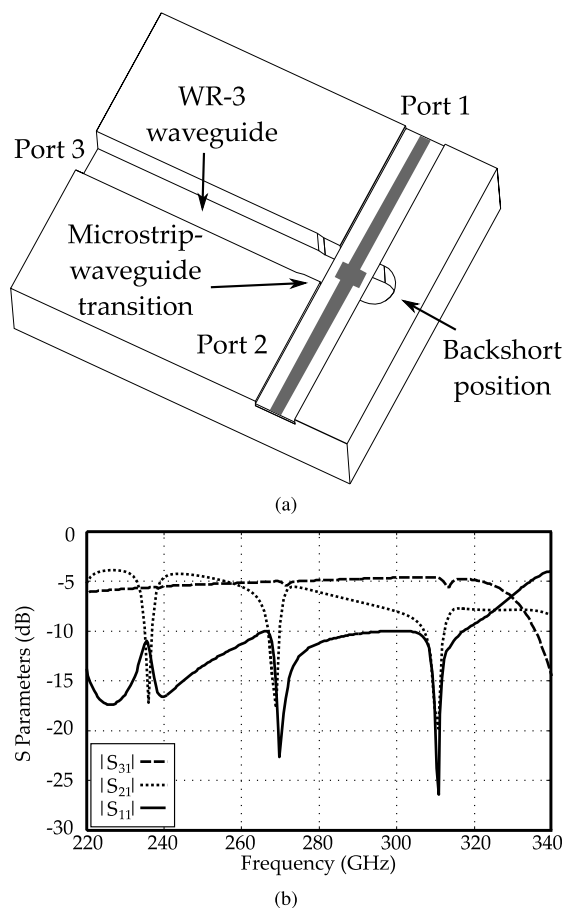 WR-3
waveguide
Port 1
Port 3
Microstrip-
waveguide
transition
Port 2
Backshort
position
(a)
S Parameters (dB)
0
-5
-10
-15
-20
-25
-30
|S31|
|S21|
|S11|
220
240
260
280
300
320
340
Frequency (GHz)
(b)